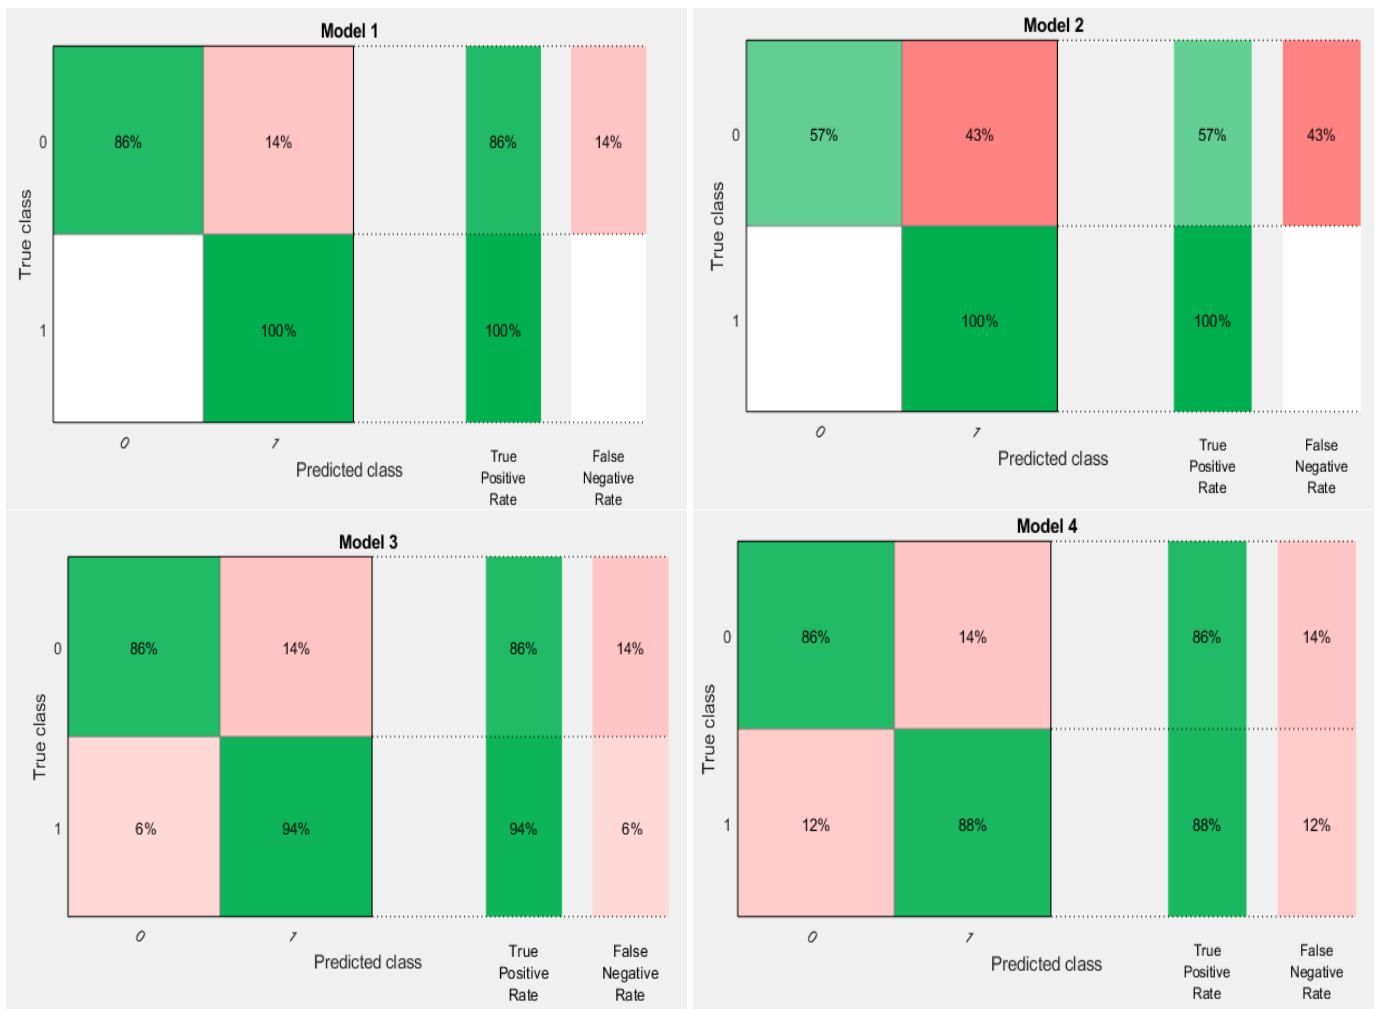 Model 1
0
86%
14%
86%
14%
True class
1
100%
100%
0
1
Predicted class
True
Positive
Rate
False
Negative
Rate
Model 2
0
57%
43%
57%
43%
True class
1
100%
100%
0
1
Predicted class
True
Positive
Rate
False
Negative
Rate
Model 3
0
86%
14%
86%
14%
True class
1
6%
94%
94%
6%
0
1
Predicted class
True
Positive
Rate
False
Negative
Rate
Model 4
0
86%
14%
86%
14%
True class
1
12%
88%
88%
12%
0
1
Predicted class
True
Positive
Rate
False
Negative
Rate